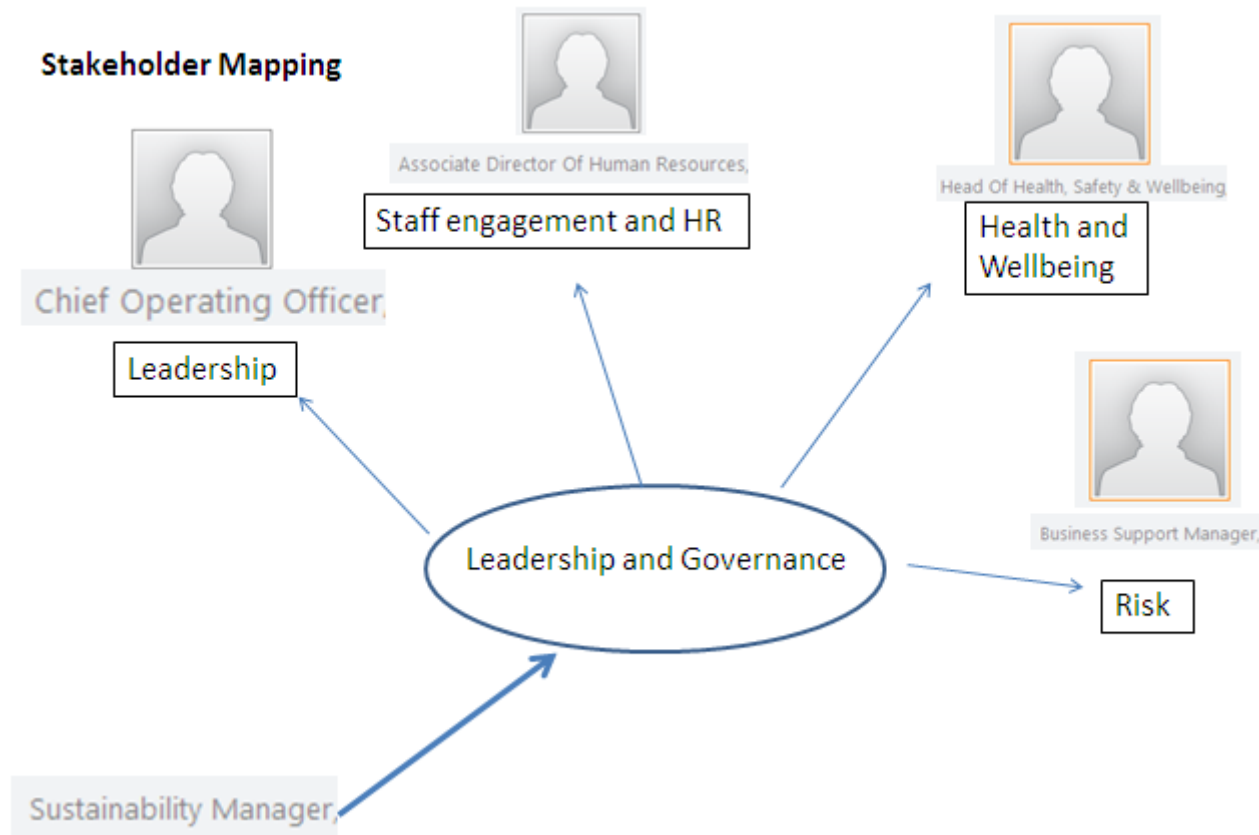 Stakeholder Mapping
Associate Director Of Human Resources,
Staff engagement and HR
Head Of Health, Safety & Wellbeing
Health and
Wellbeing
Chief Operating Officer,
Leadership
Business Support Manager,
Risk
Leadership and Governance
Sustainability Manager,